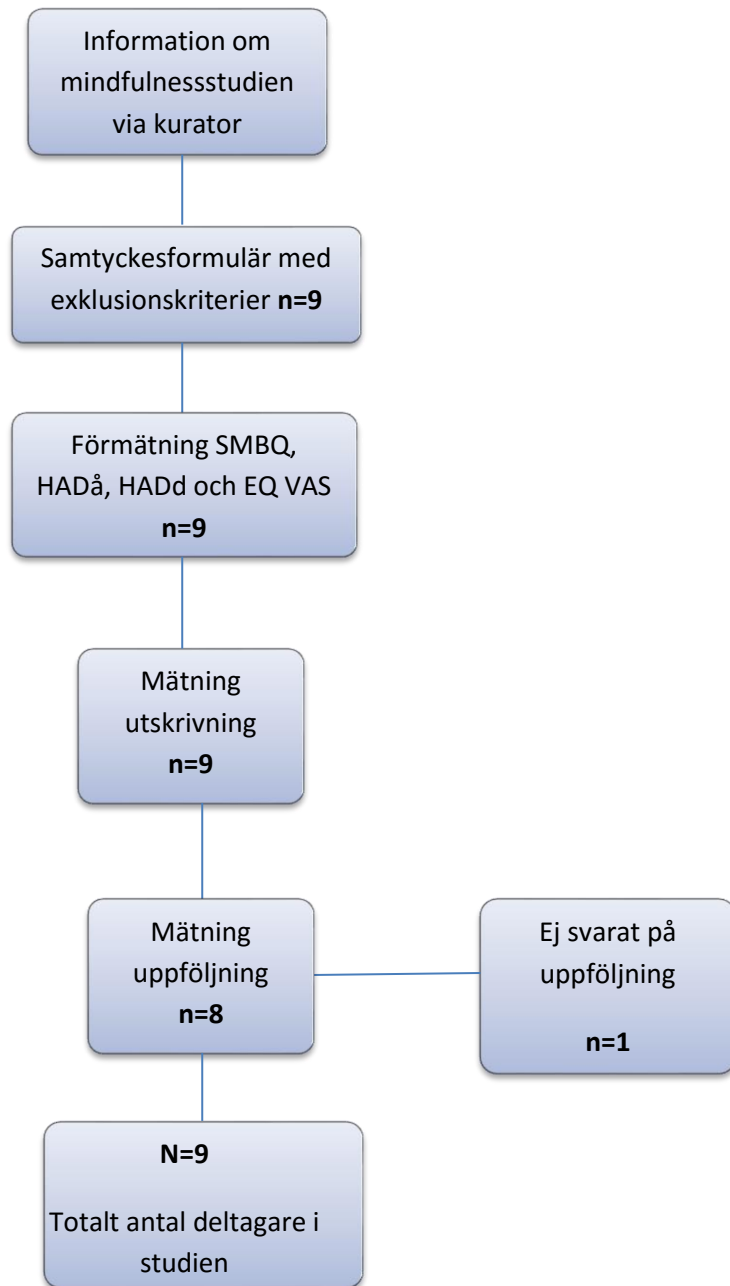 Information om
mindfulnessstudien
via kurator
Samtyckesformulär med
exklusionskriterier n=9
Förmätning SMBQ,
HADå, HADd och EQ VAS
n=9
Mätning
utskrivning
n=9
Mätning
uppföljning
n=8
Ej svarat på
uppföljning
n=1
N=9
Totalt antal deltagare i
studien